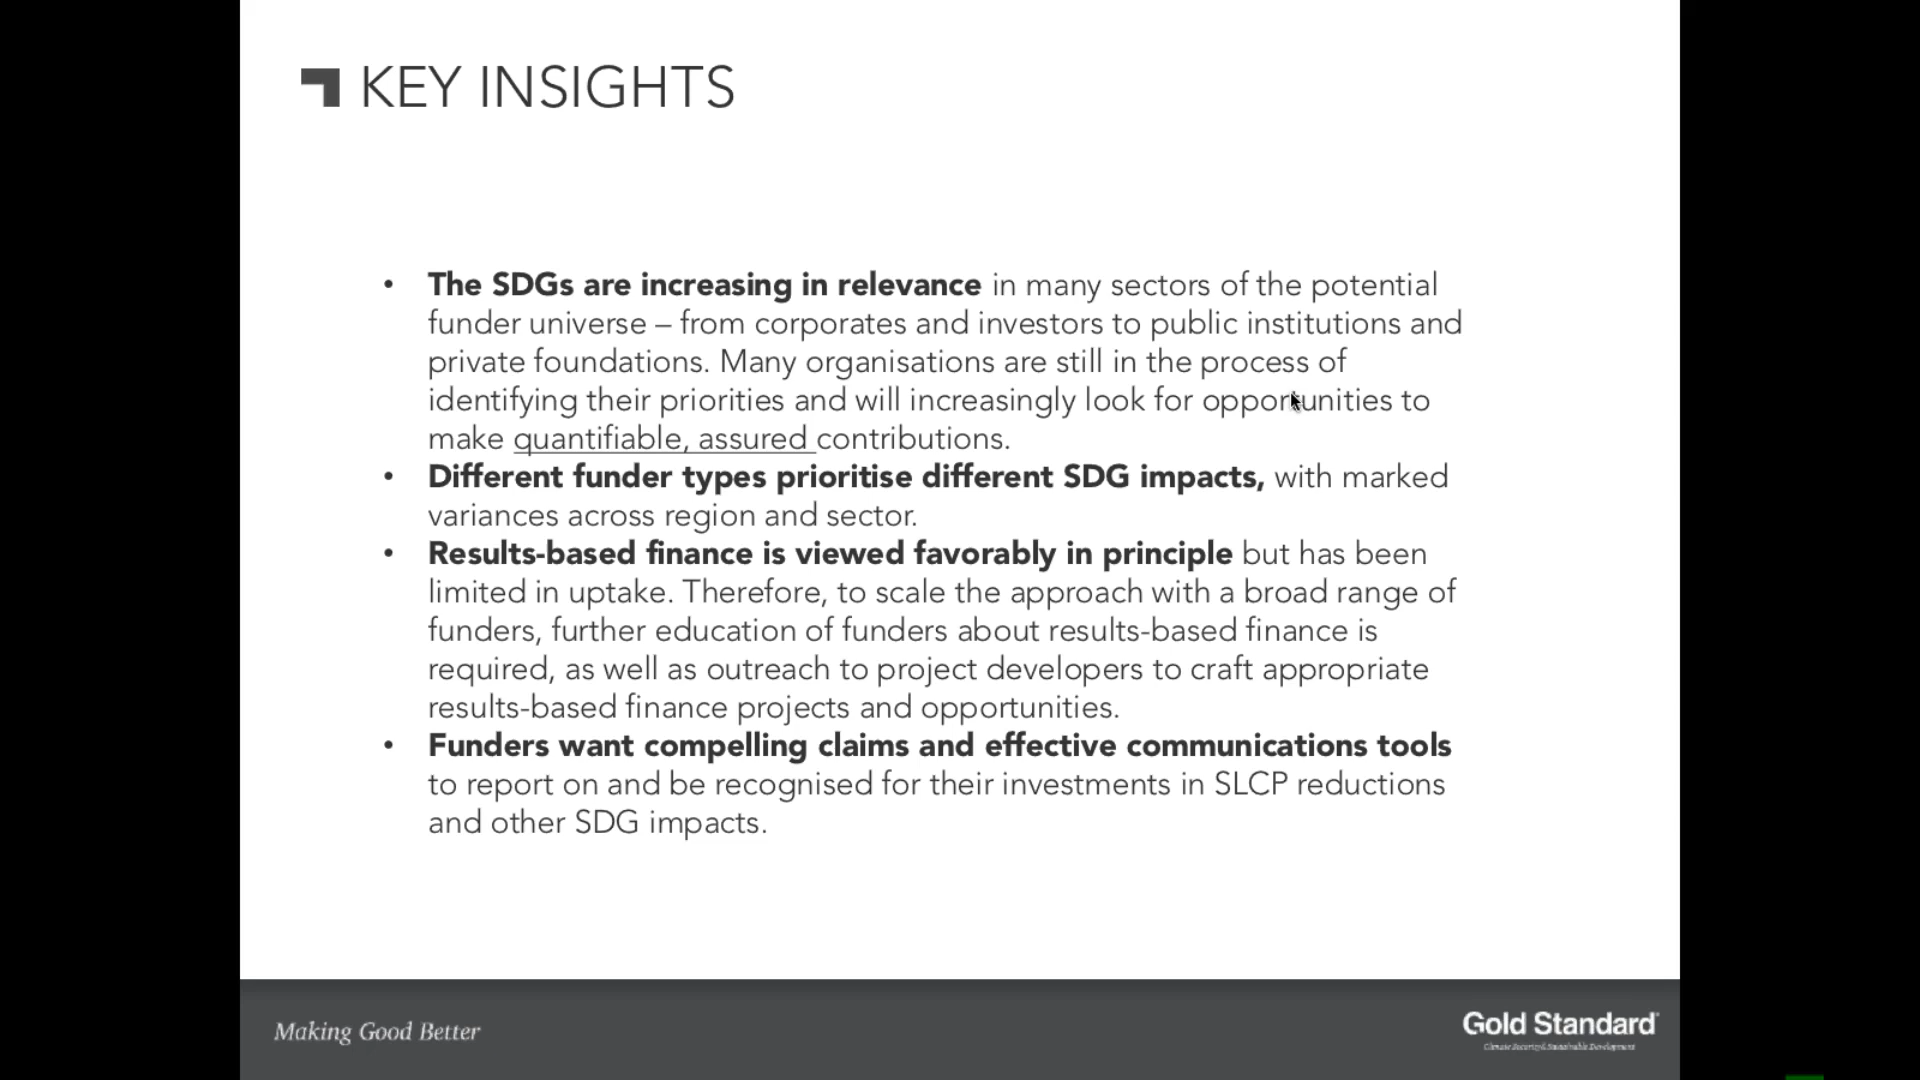 KEY INSIGHTS
• The SDGs are increasing in relevance in many sectors of the potential
funder universe – from corporates and investors to public institutions and
private foundations. Many organisations are still in the process of
identifying their priorities and will increasingly look for opportunities to
make quantifiable, assured contributions.
• Different funder types prioritise different SDG impacts, with marked
variances across region and sector.
• Results-based finance is viewed favorably in principle but has been
limited in uptake. Therefore, to scale the approach with a broad range of
funders, further education of funders about results-based finance is
required, as well as outreach to project developers to craft appropriate
results-based finance projects and opportunities.
• Funders want compelling claims and effective communications tools
to report on and be recognised for their investments in SLCP reductions
and other SDG impacts.
Making Good Better
Gold Standard
Climate Security & Sustainable Development